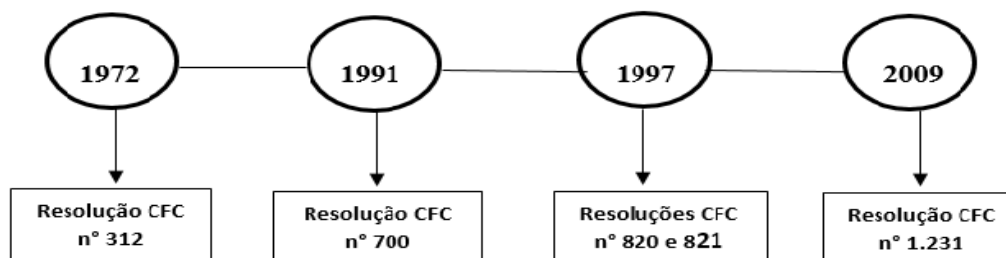 1972
1991
1997
2009
Resolução CFC
n° 312
Resolução CFC
n° 700
Resoluções CFC
n° 820 e 821
Resolução CFC
n° 1.231